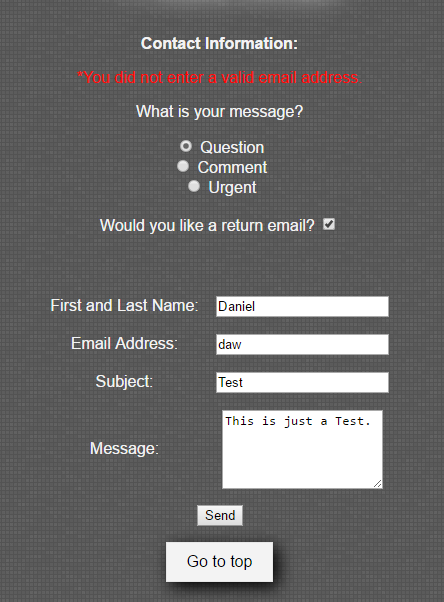 Contact Information:
*You did not enter a valid email address.
What is your message?
Question
Comment
Urgent
Would you like a return email?
First and Last Name: Daniel
Email Address: daw
Subject: Test
Message: This is just a Test.
Send
Go to top